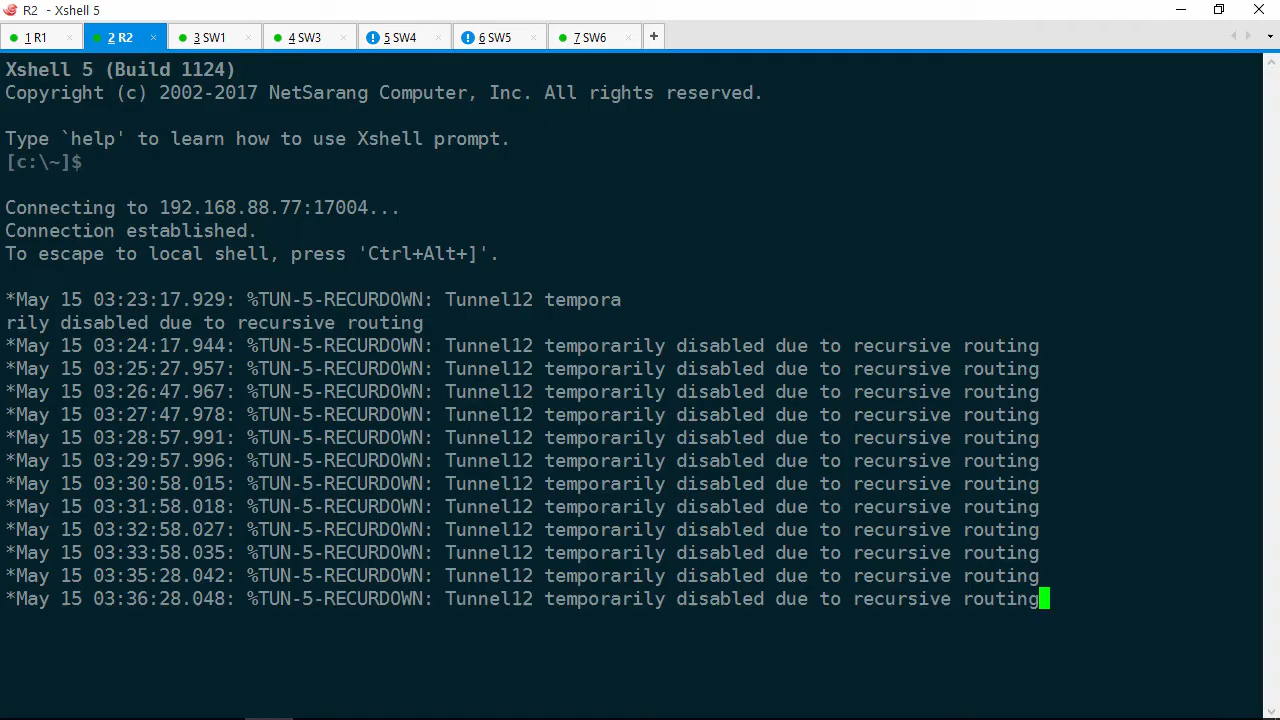 R2 - Xshell 5
1 R1 × 2 R2 × 3 SW1 × 4 SW3 × 5 SW4 × 6 SW5 × 7 SW6 × +
Xshell 5 (Build 1124)
Copyright (c) 2002-2017 NetSarang Computer, Inc. All rights reserved.
Type `help' to learn how to use Xshell prompt.
[c:\~]$
Connecting to 192.168.88.77:17004...
Connection established.
To escape to local shell, press 'Ctrl+Alt+]'.
*May 15 03:23:17.929: %TUN-5-RECURDOWN: Tunnel12 tempora
rily disabled due to recursive routing
*May 15 03:24:17.944: %TUN-5-RECURDOWN: Tunnel12 temporarily disabled due to recursive routing
*May 15 03:25:27.957: %TUN-5-RECURDOWN: Tunnel12 temporarily disabled due to recursive routing
*May 15 03:26:47.967: %TUN-5-RECURDOWN: Tunnel12 temporarily disabled due to recursive routing
*May 15 03:27:47.978: %TUN-5-RECURDOWN: Tunnel12 temporarily disabled due to recursive routing
*May 15 03:28:57.991: %TUN-5-RECURDOWN: Tunnel12 temporarily disabled due to recursive routing
*May 15 03:29:57.996: %TUN-5-RECURDOWN: Tunnel12 temporarily disabled due to recursive routing
*May 15 03:30:58.015: %TUN-5-RECURDOWN: Tunnel12 temporarily disabled due to recursive routing
*May 15 03:31:58.018: %TUN-5-RECURDOWN: Tunnel12 temporarily disabled due to recursive routing
*May 15 03:32:58.027: %TUN-5-RECURDOWN: Tunnel12 temporarily disabled due to recursive routing
*May 15 03:33:58.035: %TUN-5-RECURDOWN: Tunnel12 temporarily disabled due to recursive routing
*May 15 03:35:28.042: %TUN-5-RECURDOWN: Tunnel12 temporarily disabled due to recursive routing
*May 15 03:36:28.048: %TUN-5-RECURDOWN: Tunnel12 temporarily disabled due to recursive routing